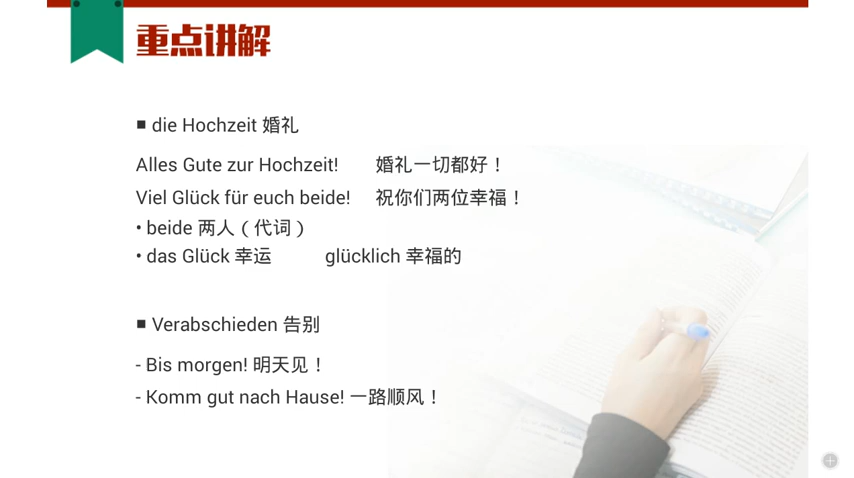 重点讲解
■ die Hochzeit 婚礼
Alles Gute zur Hochzeit! 婚礼一切都好！
Viel Glück für euch beide! 祝你们两位幸福！
• beide 两人（代词）
• das Glück 幸运 glücklich 幸福的
■ Verabschieden 告别
- Bis morgen! 明天见！
- Komm gut nach Hause! 一路顺风！